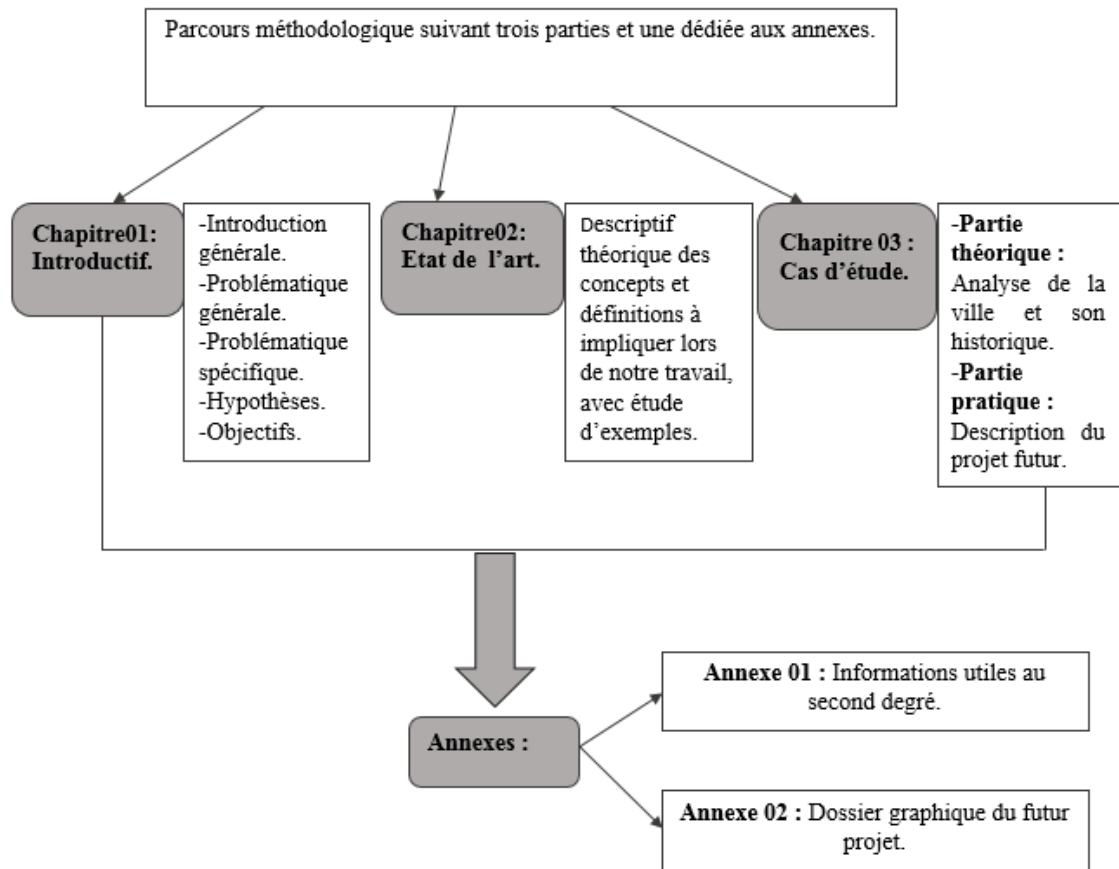 Parcours méthodologique suivant trois parties et une dédiée aux annexes.
Chapitre01:
Introductif.
-Introduction
générale.
-Problématique
générale.
-Problématique
spécifique.
-Hypothèses.
-Objectifs.
Chapitre02:
Etat de l’art.
Descriptif
théorique des
concepts et
définitions à
impliquer lors
de notre travail,
avec étude
d’exemples.
Chapitre 03 :
Cas d’étude.
-Partie
théorique :
Analyse de la
ville et son
historique.
-Partie
pratique :
Description du
projet futur.
Annexes :
Annexe 01 : Informations utiles au
second degré.
Annexe 02 : Dossier graphique du futur
projet.